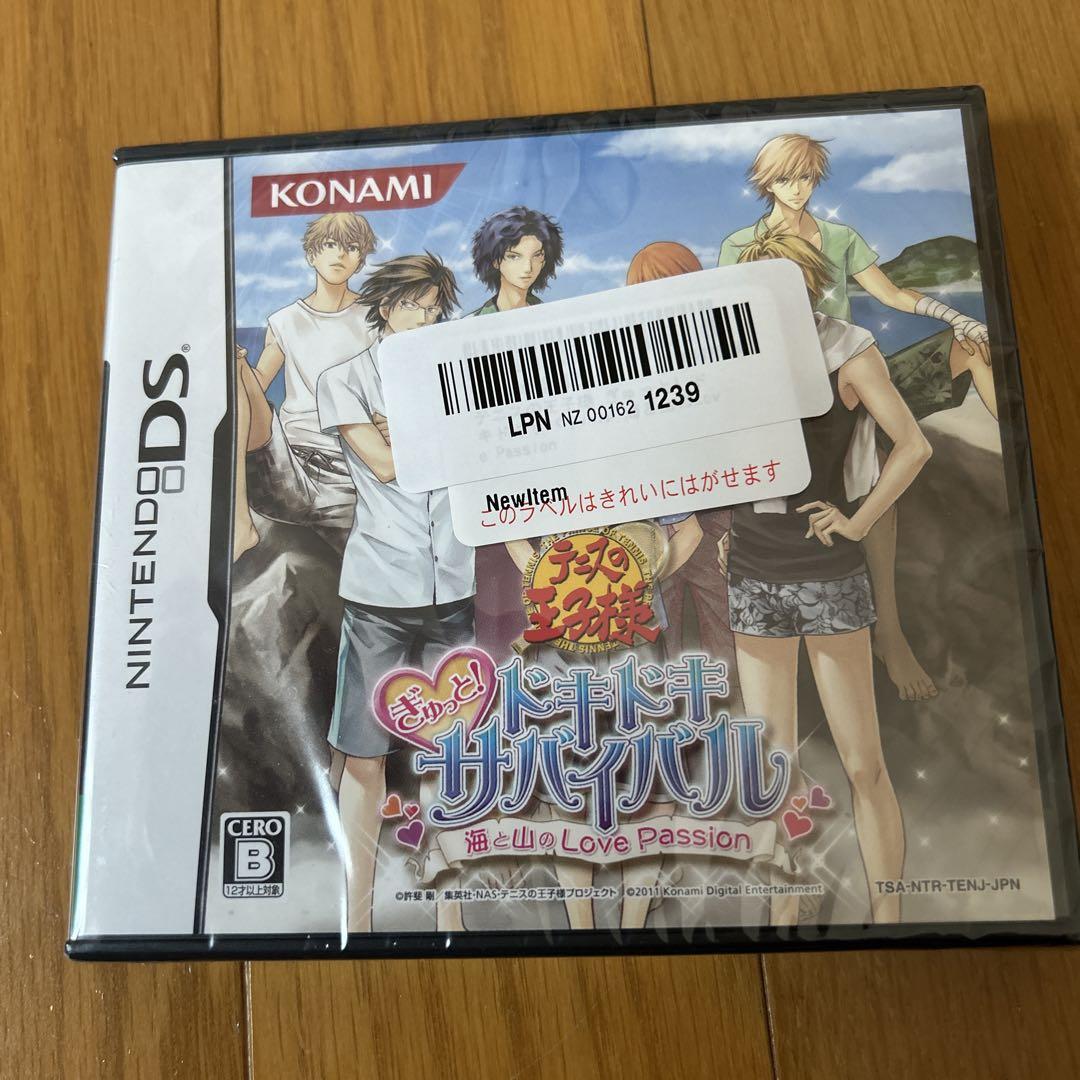 KONAMI
NINTENDO DS®
LPN NZ 00162 1239
e Passion
NewItem
このラベルはきれいにはがせます
テニスの
王子様
ぎゅっと!
ドキドキ
サバイバル
海と山のLove Passion
CERO
B
12才以上対象
©許斐 剛/集英社・NAS・テニスの王子様プロジェクト ©2011 Konami Digital Entertainment
TSA-NTR-TENJ-JPN